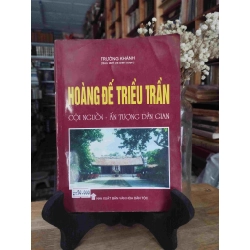 TRƯƠNG KHÁNH
HOÀNG ĐẾ TRIỀU TRẦN
CỘI NGUỒN - ẤN TƯỢNG DÂN GIAN
NHÀ XUẤT BẢN VĂN HÓA DÂN TỘC